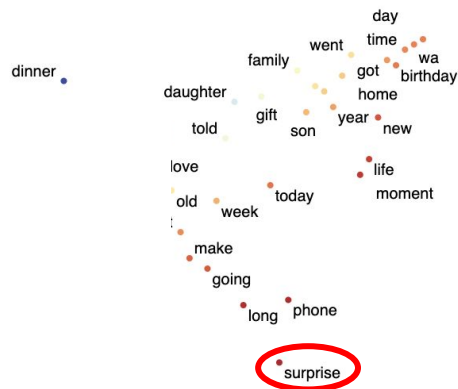 day
went
time
wa
family
got
birthday
dinner
daughter
home
gift
year
told
son
new
love
life
old
today
moment
week
t
make
going
long
phone
surprise